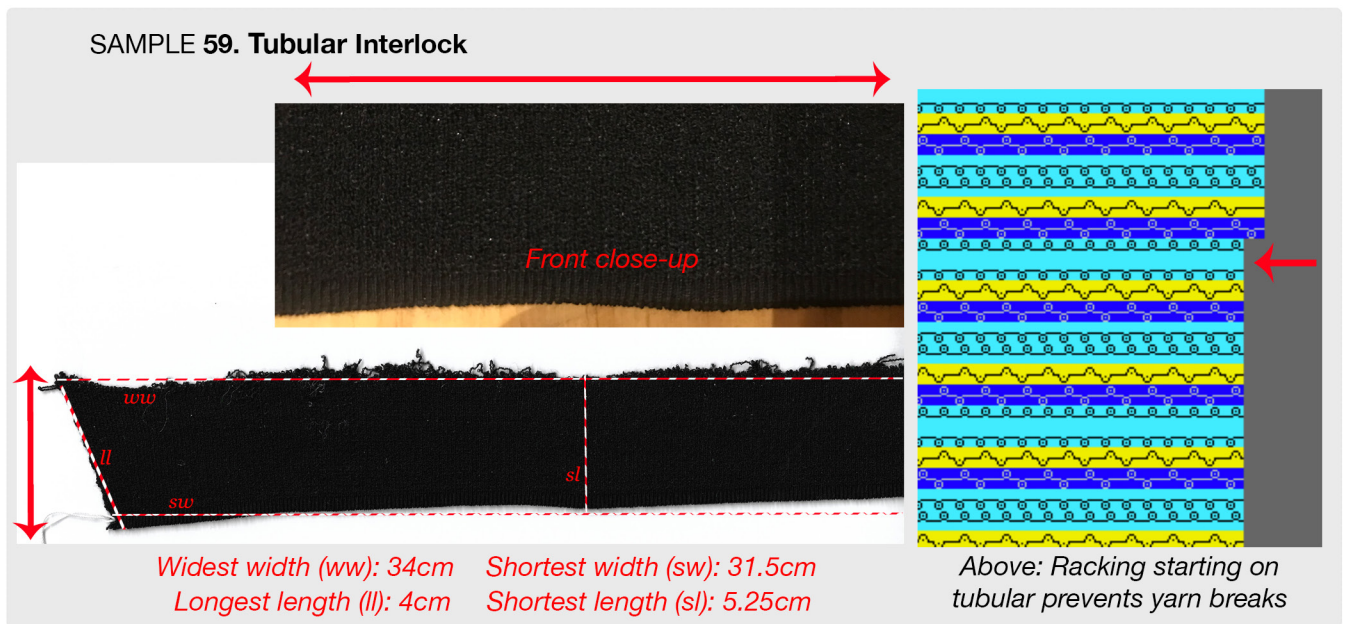 SAMPLE 59. Tubular Interlock
Front close-up
ww
ll
sl
sw
Widest width (ww): 34cm Shortest width (sw): 31.5cm
Longest length (ll): 4cm Shortest length (sl): 5.25cm
Above: Racking starting on
tubular prevents yarn breaks